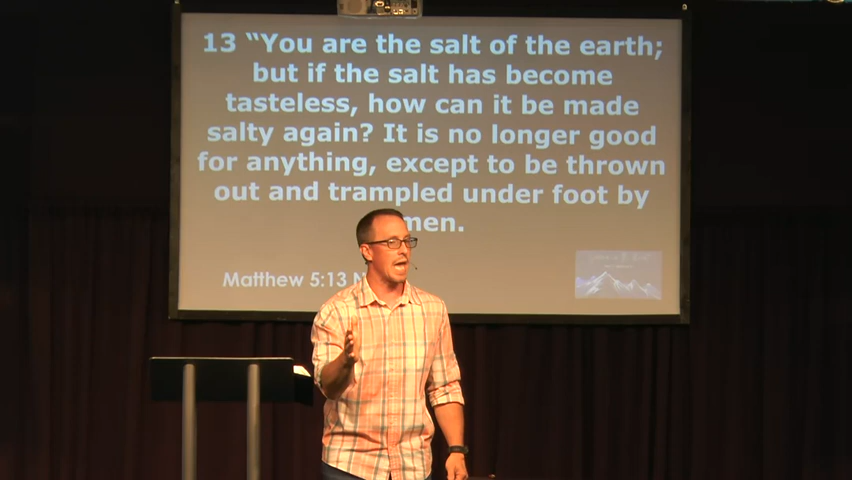 13 “You are the salt of the earth;
but if the salt has become
tasteless, how can it be made
salty again? It is no longer good
for anything, except to be thrown
out and trampled under foot by
men.
Matthew 5:13